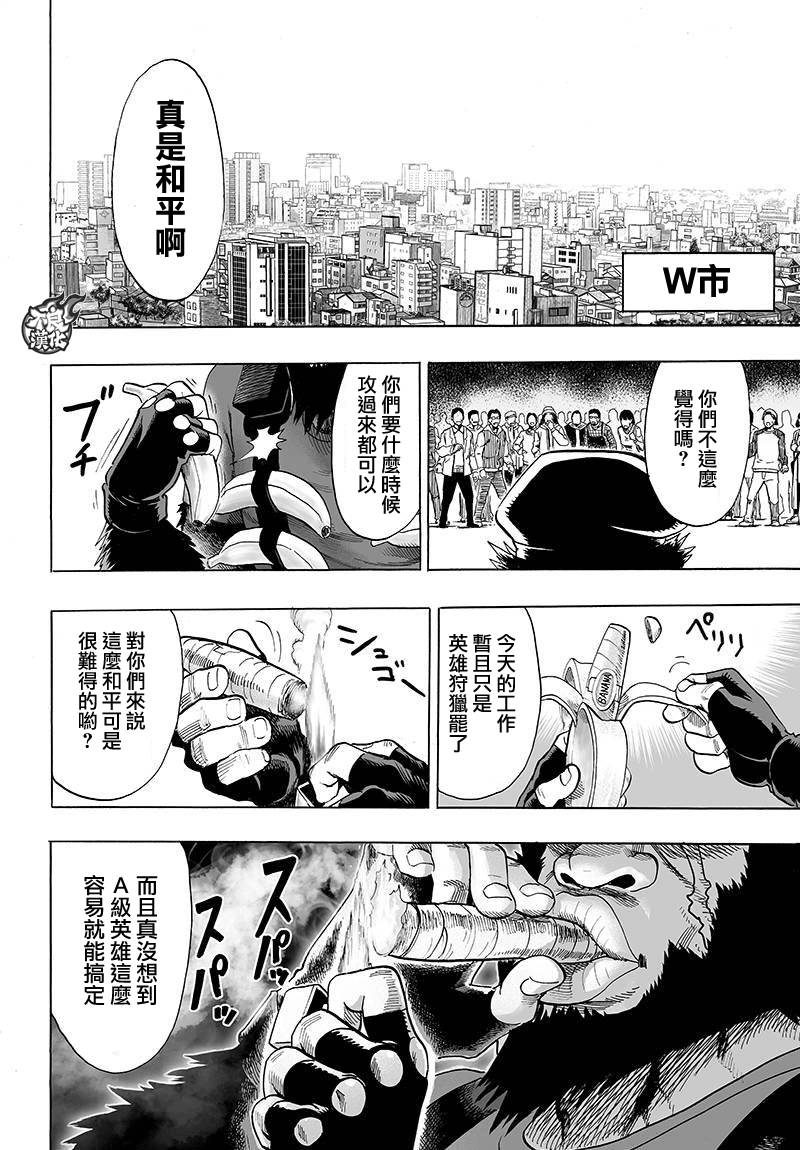 真是和平啊
W市
你們不這麼
覺得嗎？
你們要什麼時候
攻過來都可以
ブチ
ペリリ
BANANA
今天的工作
暫且只是
英雄狩獵罷了
シュゴー
對你們來說
這麼和平可是
很難得的喲？
スパッ
スパッ
而且真沒想到
A級英雄這麼
容易就能搞定
漢化